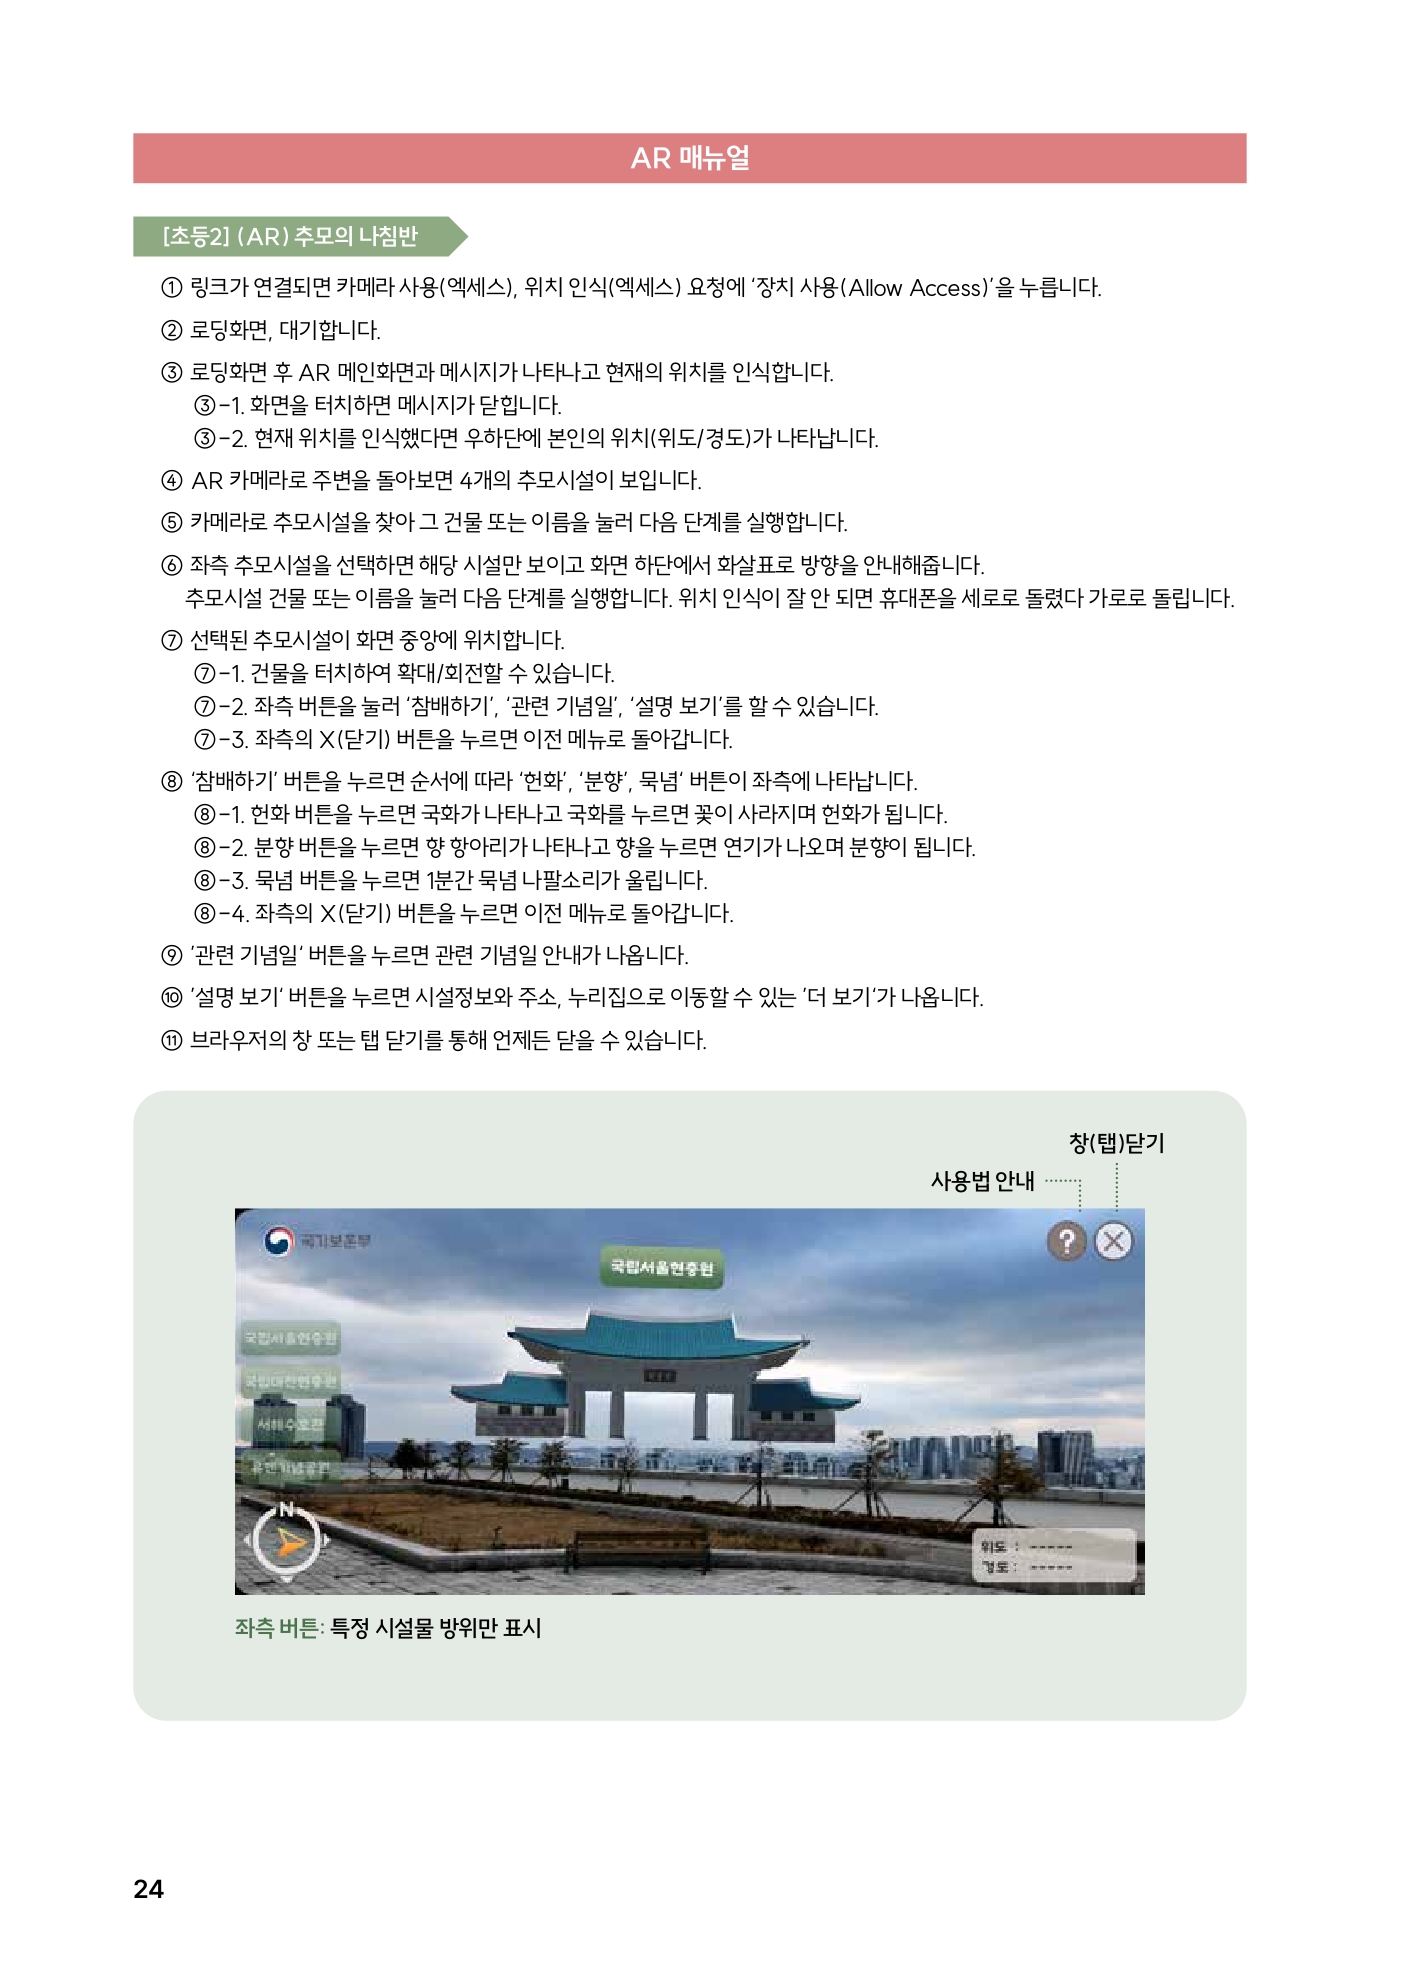 AR 매뉴얼
[초등2] (AR) 추모의 나침반
① 링크가 연결되면 카메라 사용(엑세스), 위치 인식(엑세스) 요청에 ‘장치 사용(Allow Access)’을 누릅니다.
② 로딩화면, 대기합니다.
③ 로딩화면 후 AR 메인화면과 메시지가 나타나고 현재의 위치를 인식합니다.
③-1. 화면을 터치하면 메시지가 닫힙니다.
③-2. 현재 위치를 인식했다면 우하단에 본인의 위치(위도/경도)가 나타납니다.
④ AR 카메라로 주변을 돌아보면 4개의 추모시설이 보입니다.
⑤ 카메라로 추모시설을 찾아 그 건물 또는 이름을 눌러 다음 단계를 실행합니다.
⑥ 좌측 추모시설을 선택하면 해당 시설만 보이고 화면 하단에서 화살표로 방향을 안내해줍니다.
추모시설 건물 또는 이름을 눌러 다음 단계를 실행합니다. 위치 인식이 잘 안 되면 휴대폰을 세로로 돌렸다 가로로 돌립니다.
⑦ 선택된 추모시설이 화면 중앙에 위치합니다.
⑦-1. 건물을 터치하여 확대/회전할 수 있습니다.
⑦-2. 좌측 버튼을 눌러 ‘참배하기’, ‘관련 기념일’, ‘설명 보기’를 할 수 있습니다.
⑦-3. 좌측의 X(닫기) 버튼을 누르면 이전 메뉴로 돌아갑니다.
⑧ ‘참배하기’ 버튼을 누르면 순서에 따라 ‘헌화’, ‘분향’, 묵념‘ 버튼이 좌측에 나타납니다.
⑧-1. 헌화 버튼을 누르면 국화가 나타나고 국화를 누르면 꽃이 사라지며 헌화가 됩니다.
⑧-2. 분향 버튼을 누르면 향 항아리가 나타나고 향을 누르면 연기가 나오며 분향이 됩니다.
⑧-3. 묵념 버튼을 누르면 1분간 묵념 나팔소리가 울립니다.
⑧-4. 좌측의 X(닫기) 버튼을 누르면 이전 메뉴로 돌아갑니다.
⑨ ’관련 기념일‘ 버튼을 누르면 관련 기념일 안내가 나옵니다.
⑩ ’설명 보기‘ 버튼을 누르면 시설정보와 주소, 누리집으로 이동할 수 있는 ’더 보기‘가 나옵니다.
⑪ 브라우저의 창 또는 탭 닫기를 통해 언제든 닫을 수 있습니다.
창(탭)닫기
사용법 안내
국가보훈부
?
국립서울현충원
국립서울현충원
국립대전현충원
서해수호관
유엔기념공원
N
위도 : -----
경도 : -----
좌측 버튼: 특정 시설물 방위만 표시
24